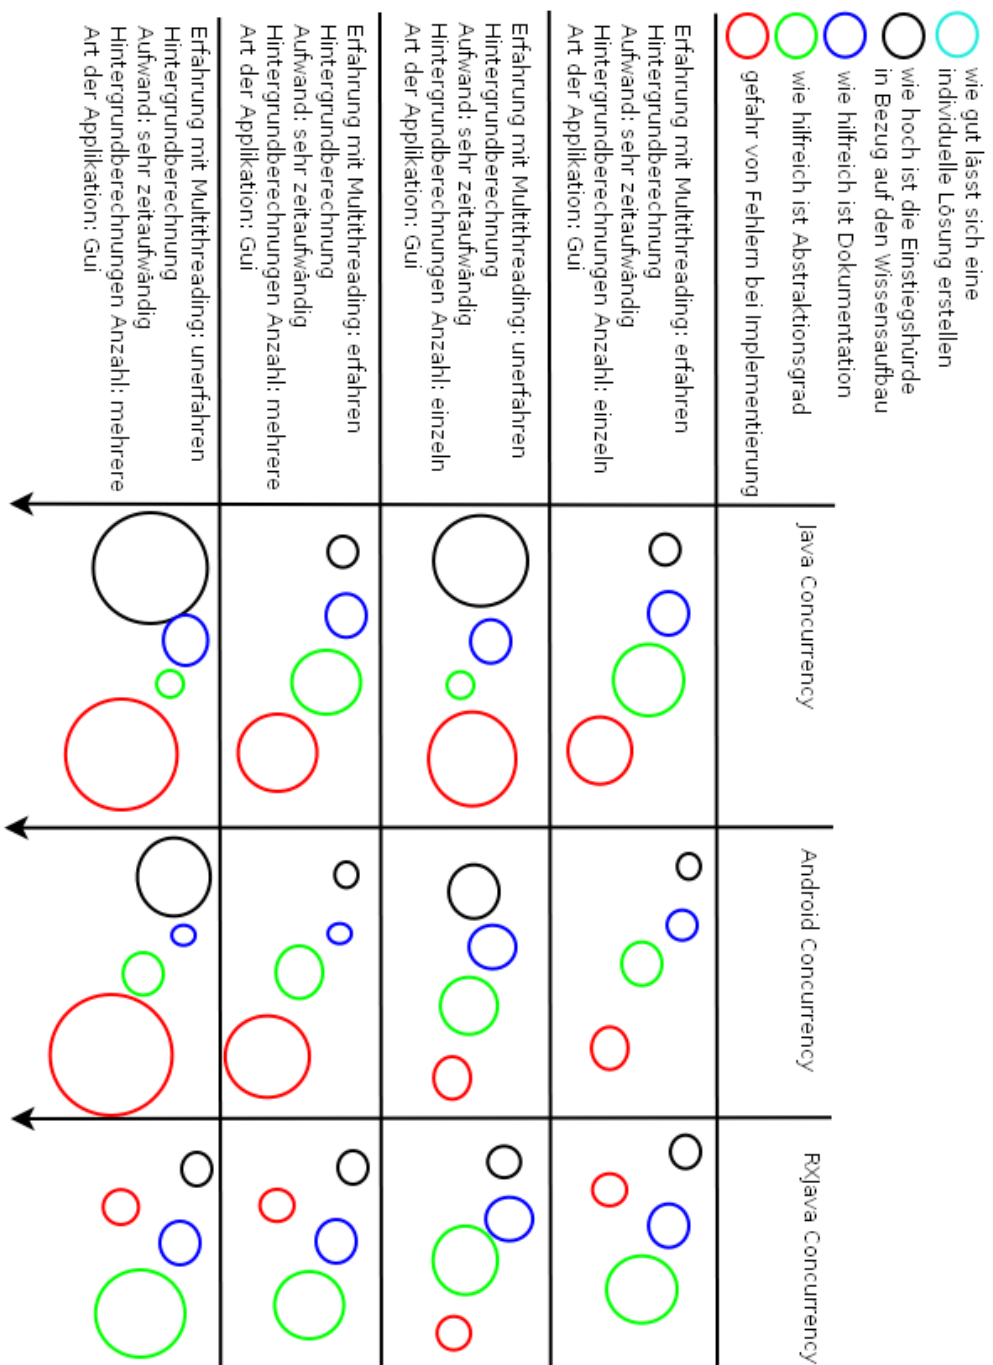 wie gut lässt sich eine
individuelle Lösung erstellen
wie hoch ist die Einstiegshürde
in Bezug auf den Wissensaufbau
wie hilfreich ist Dokumentation
wie hilfreich ist Abstraktionsgrad
gefahr von Fehlern bei Implementierung
Java Concurrency
Android Concurrency
RXJava Concurrency
Erfahrung mit Multithreading: erfahren
Hintergrundberechnung
Aufwand: sehr zeitaufwändig
Hintergrundberechnungen Anzahl: einzeln
Art der Applikation: Gui
Erfahrung mit Multithreading: unerfahren
Hintergrundberechnung
Aufwand: sehr zeitaufwändig
Hintergrundberechnungen Anzahl: einzeln
Art der Applikation: Gui
Erfahrung mit Multithreading: erfahren
Hintergrundberechnung
Aufwand: sehr zeitaufwändig
Hintergrundberechnungen Anzahl: mehrere
Art der Applikation: Gui
Erfahrung mit Multithreading: unerfahren
Hintergrundberechnung
Aufwand: sehr zeitaufwändig
Hintergrundberechnungen Anzahl: mehrere
Art der Applikation: Gui